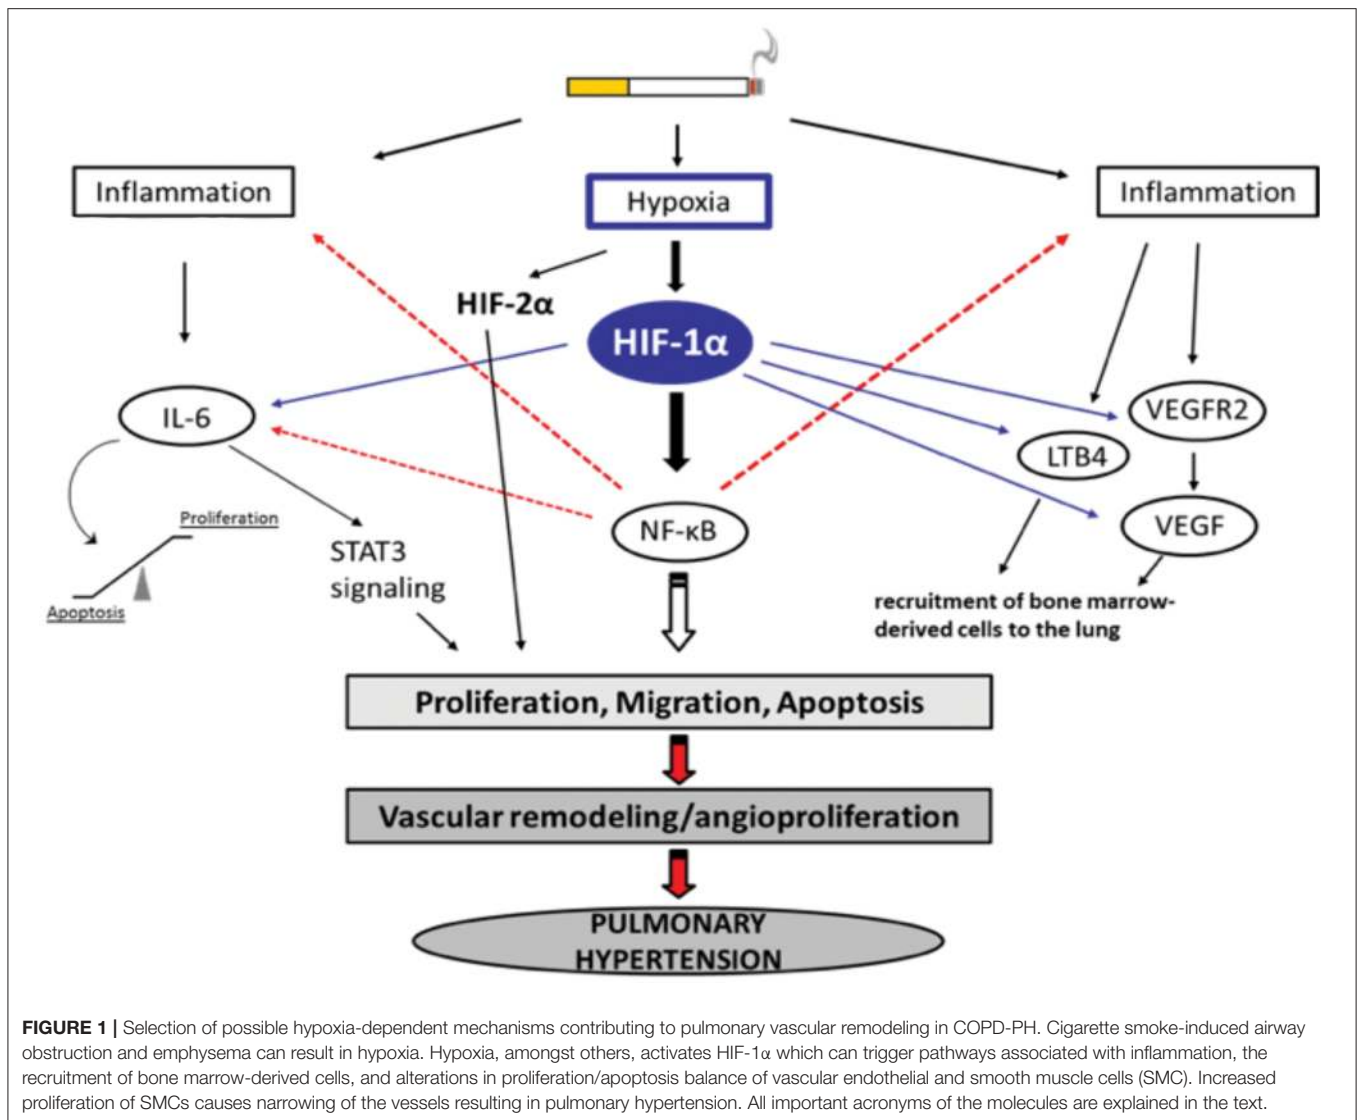 Inflammation
Hypoxia
Inflammation
HIF-2α
HIF-1α
IL-6
VEGFR2
LTB4
NF-κB
VEGF
Proliferation
STAT3
signaling
Apoptosis
recruitment of bone marrow-
derived cells to the lung
Proliferation, Migration, Apoptosis
Vascular remodeling/angioproliferation
PULMONARY
HYPERTENSION
FIGURE 1 | Selection of possible hypoxia-dependent mechanisms contributing to pulmonary vascular remodeling in COPD-PH. Cigarette smoke-induced airway
obstruction and emphysema can result in hypoxia. Hypoxia, amongst others, activates HIF-1α which can trigger pathways associated with inflammation, the
recruitment of bone marrow-derived cells, and alterations in proliferation/apoptosis balance of vascular endothelial and smooth muscle cells (SMC). Increased
proliferation of SMCs causes narrowing of the vessels resulting in pulmonary hypertension. All important acronyms of the molecules are explained in the text.